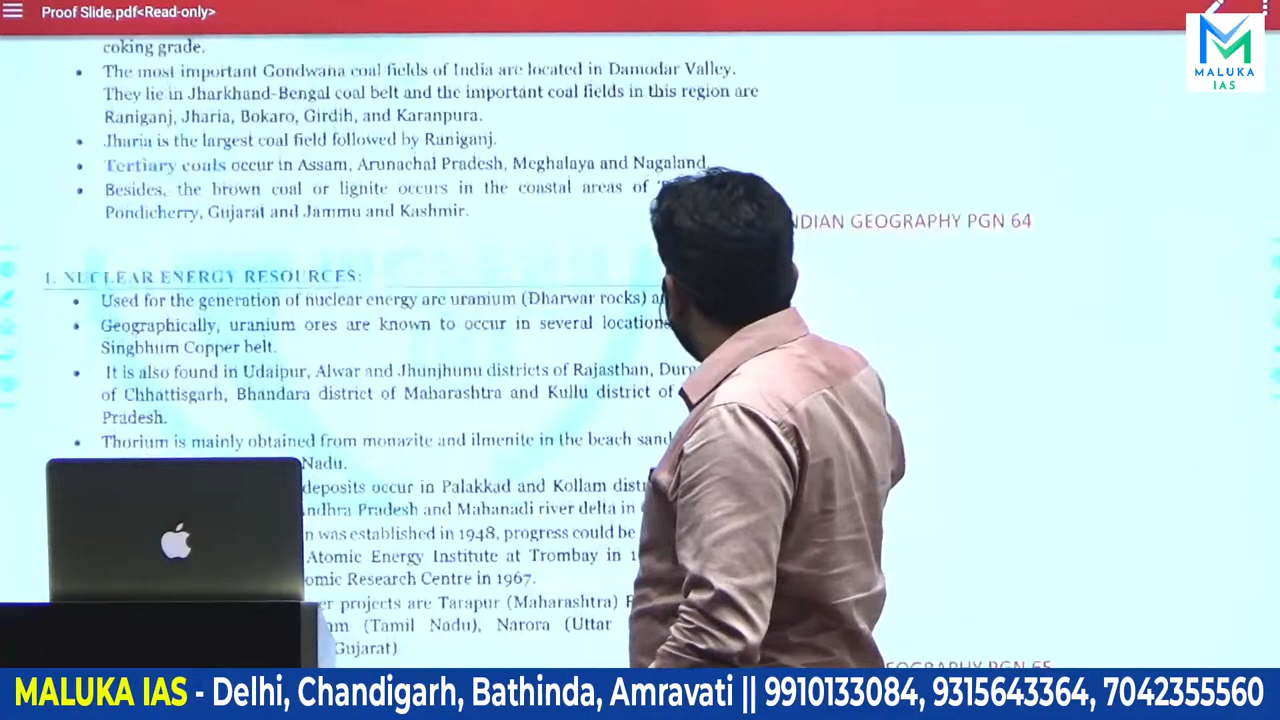 Proof Slide.pdf<Read-only>
MALUKA
IAS
coking grade.
The most important Gondwana coal fields of India are located in Damodar Valley.
They lie in Jharkhand-Bengal coal belt and the important coal fields in this region are
Raniganj, Jharia, Bokaro, Girdih, and Karanpura.
Jharia is the largest coal field followed by Raniganj.
Tertiary coals occur in Assam, Arunachal Pradesh, Meghalaya and Nagaland.
Besides, the brown coal or lignite occurs in the coastal areas of
Pondicherry, Gujarat and Jammu and Kashmir.
NDIAN GEOGRAPHY PGN 64
1. NUCLEAR ENERGY RESOURCES:
Used for the generation of nuclear energy are uranium (Dharwar rocks)
Geographically, uranium ores are known to occur in several location
Singbhum Copper belt.
It is also found in Udaipur, Alwar and Jhunjhunu districts of Rajasthan, Durg
of Chhattisgarh, Bhandara district of Maharashtra and Kullu district of
Pradesh.
Thorium is mainly obtained from monazite and ilmenite in the beach sand
Nadu.
deposits occur in Palakkad and Kollam distr
ndhra Pradesh and Mahanadi river delta in
n was established in 1948, progress could be
Atomic Energy Institute at Trombay in 1
omic Research Centre in 1967.
er projects are Tarapur (Maharashtra)
am (Tamil Nadu), Narora (Uttar
Gujarat)
EOGRAPHY PGN 65
MALUKA IAS - Delhi, Chandigarh, Bathinda, Amravati || 9910133084, 9315643364, 7042355560